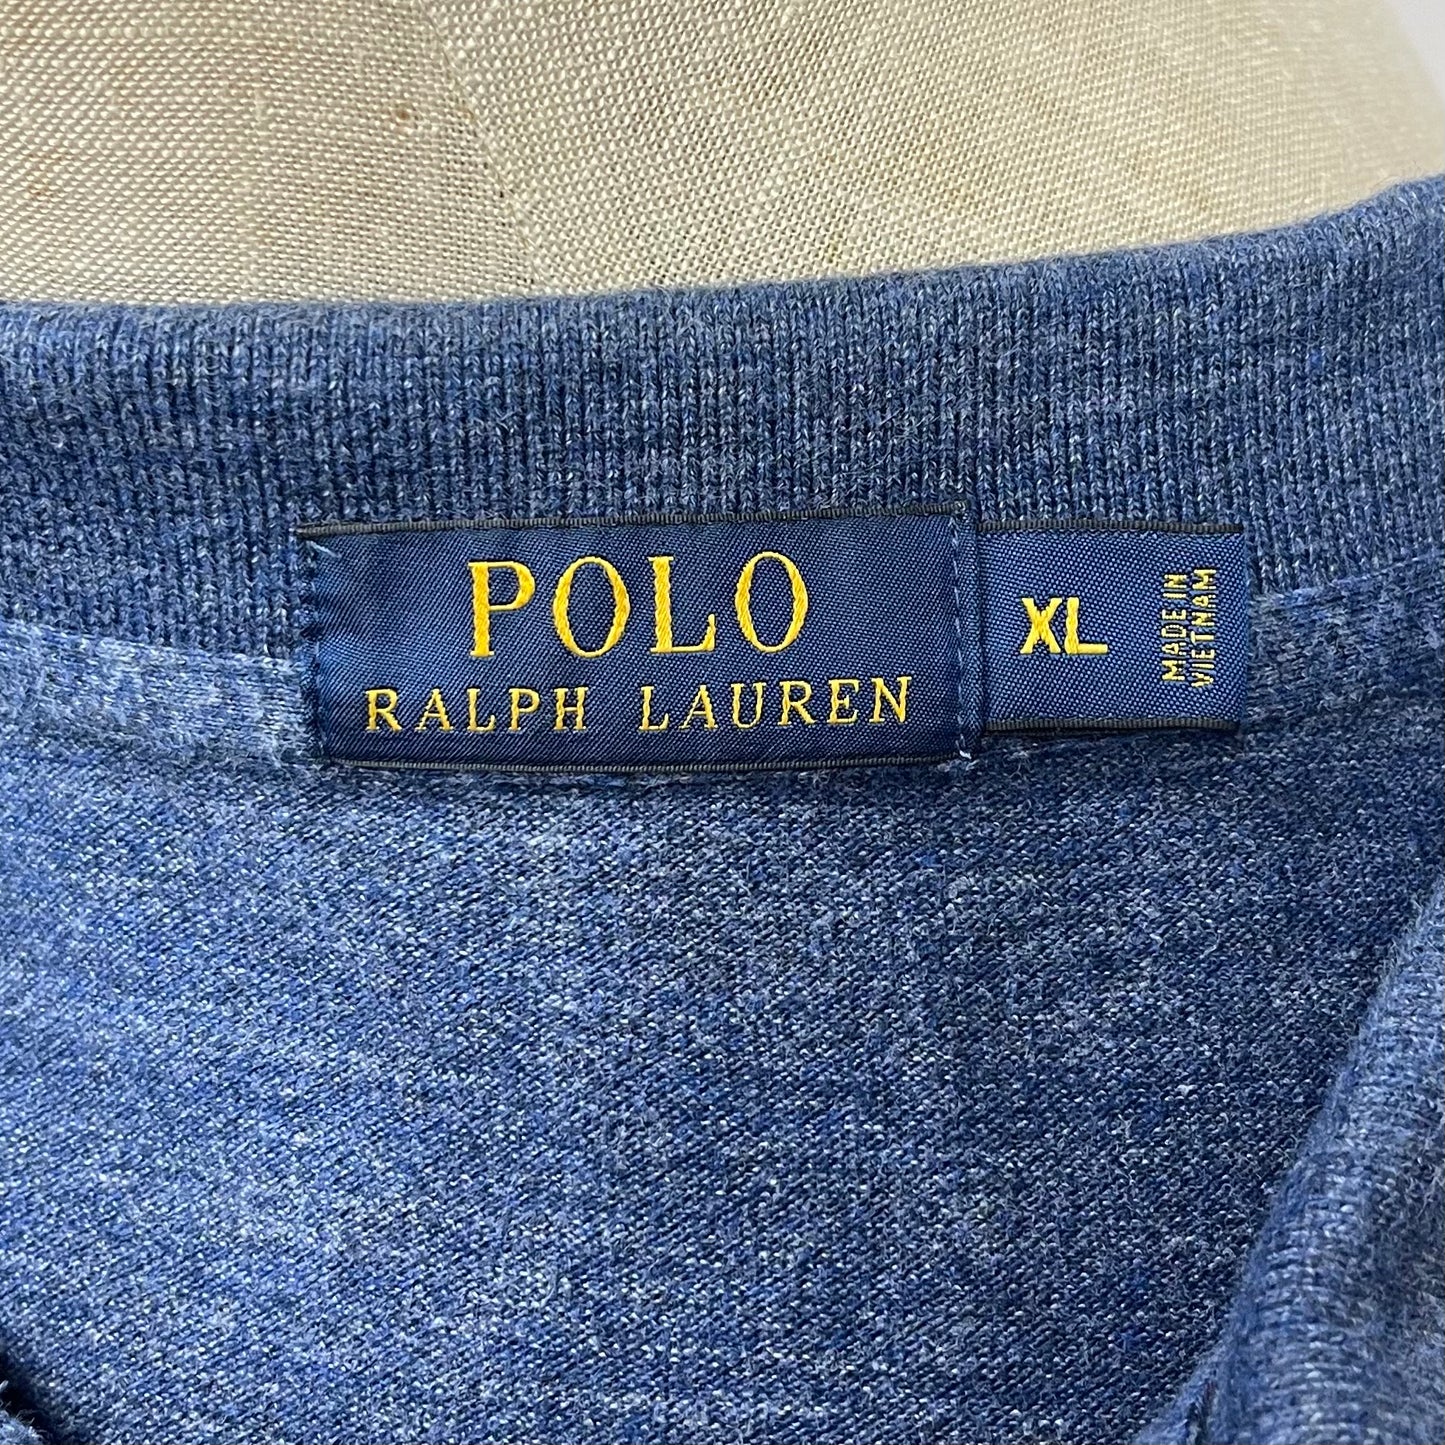 POLO
RALPH LAUREN
XL
MADE IN
VIETNAM